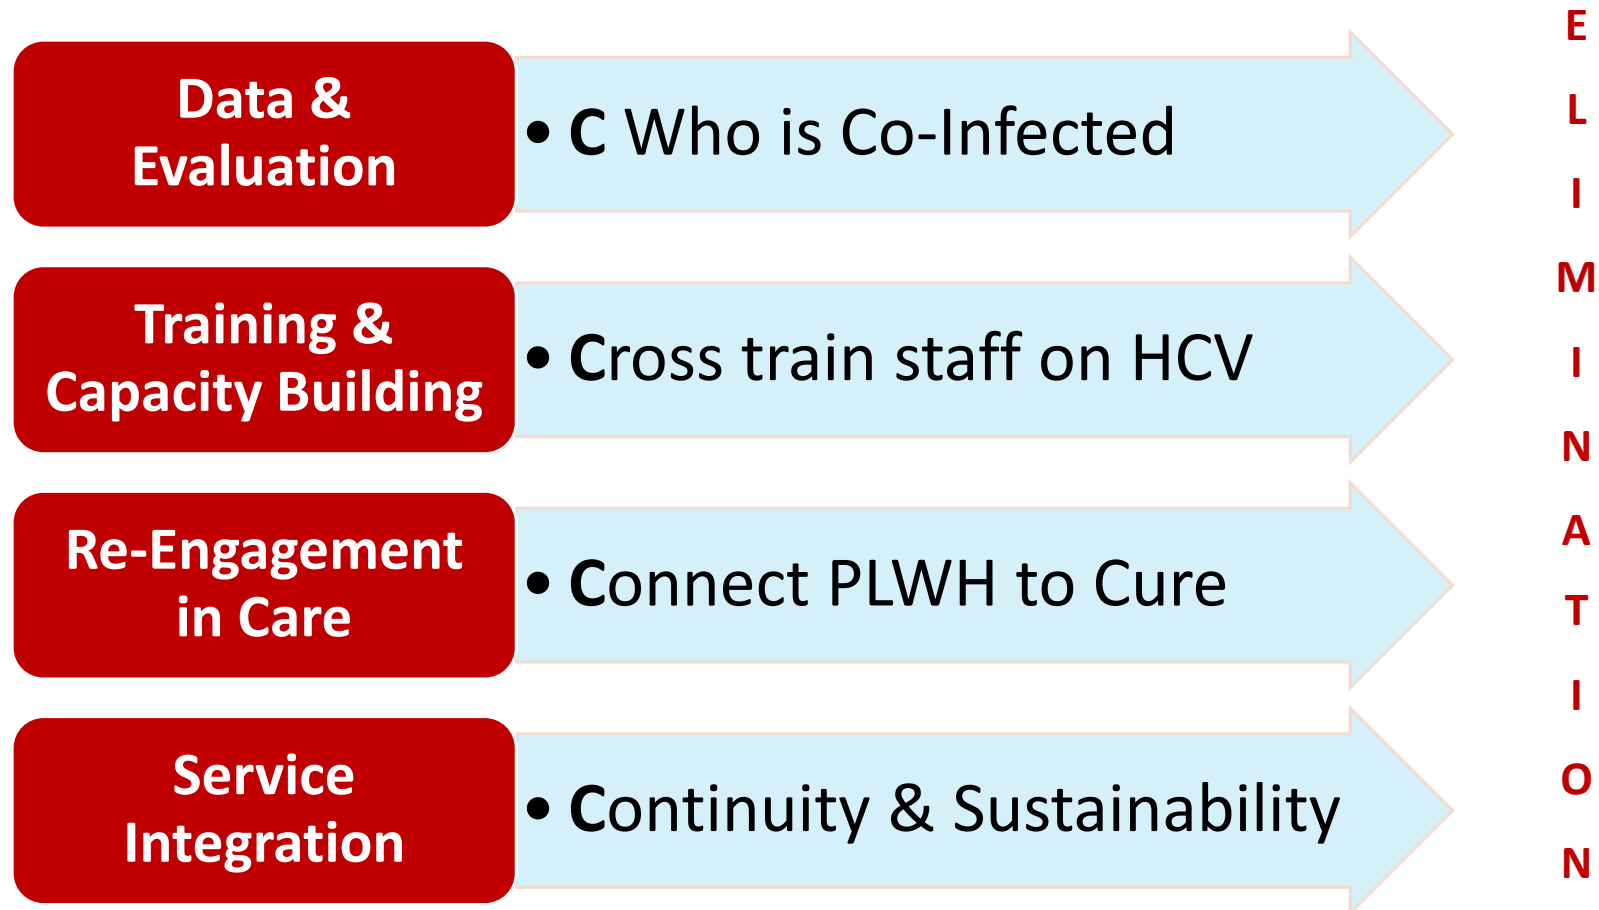 Data &
Evaluation
• C Who is Co-Infected
Training &
Capacity Building
• Cross train staff on HCV
Re-Engagement
in Care
• Connect PLWH to Cure
Service
Integration
• Continuity & Sustainability
E
L
I
M
I
N
A
T
I
O
N